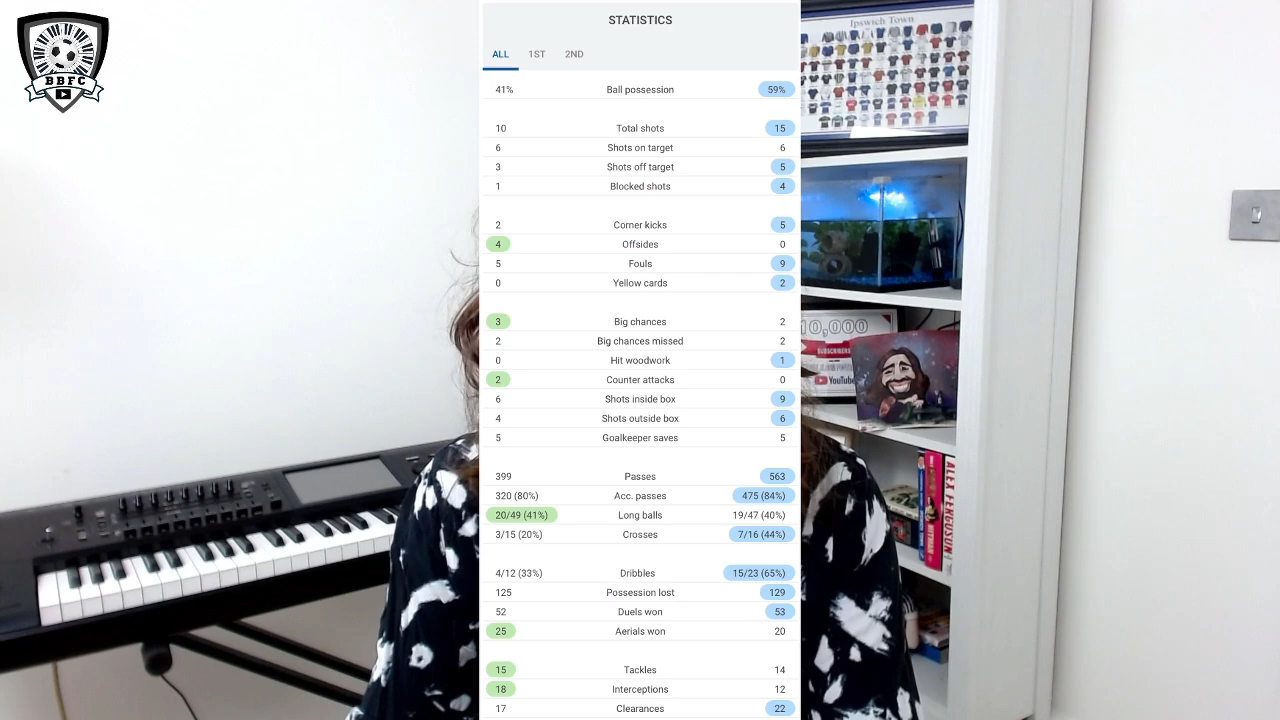 BBFC
STATISTICS
ALL 1ST 2ND
41% Ball possession 59%
10 Total shots 15
6 Shots on target 6
3 Shots off target 5
1 Blocked shots 4
2 Corner kicks 5
4 Offsides 0
5 Fouls 9
0 Yellow cards 2
3 Big chances 2
2 Big chances missed 2
0 Hit woodwork 1
2 Counter attacks 0
6 Shots inside box 9
4 Shots outside box 6
5 Goalkeeper saves 5
399 Passes 563
320 (80%) Acc. passes 475 (84%)
20/49 (41%) Long balls 19/47 (40%)
3/15 (20%) Crosses 7/16 (44%)
4/12 (33%) Dribbles 15/23 (65%)
125 Possession lost 129
52 Duels won 53
25 Aerials won 20
15 Tackles 14
18 Interceptions 12
17 Clearances 22
Ipswich Town
10,000
SUBSCRIBERS
YouTube
HITMAN
ALEX FERGUSON